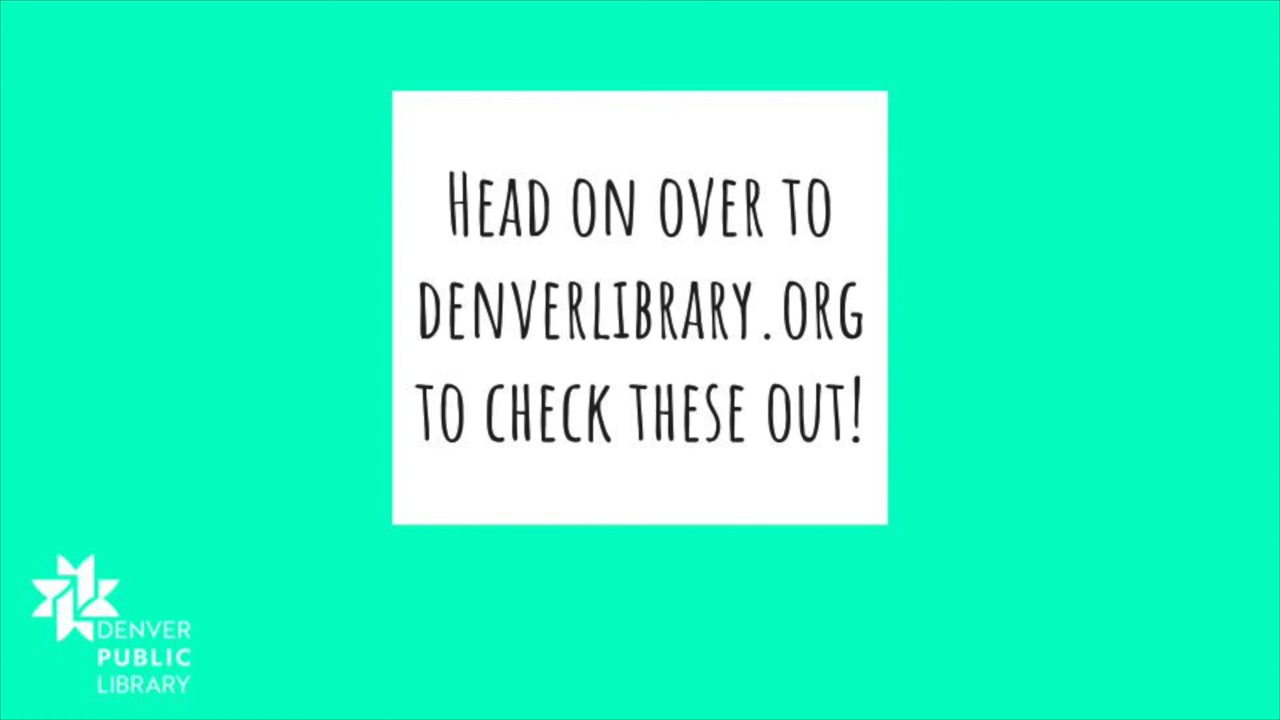 HEAD ON OVER TO
DENVERLIBRARY.ORG
TO CHECK THESE OUT!
DENVER
PUBLIC
LIBRARY